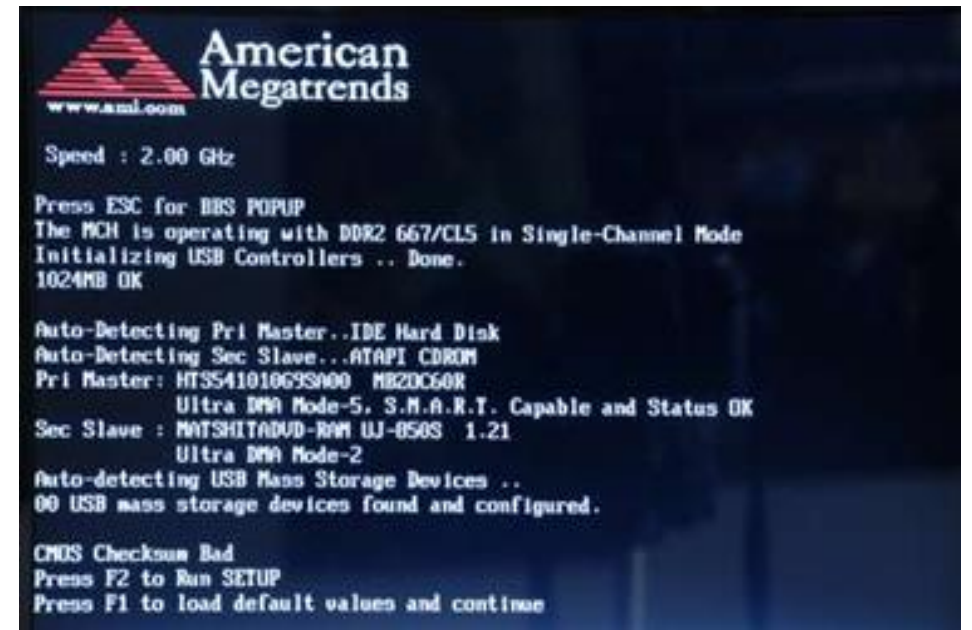 American
Megatrends
www.ami.com
Speed : 2.00 GHz
Press ESC for BBS POPUP
The MCH is operating with DDR2 667/CL5 in Single-Channel Mode
Initializing USB Controllers .. Done.
1024MB OK
Auto-Detecting Pri Master..IDE Hard Disk
Auto-Detecting Sec Slave...ATAPI CDROM
Pri Master: HTS541010G9SA00 MBZOC60R
Ultra DMA Mode-5, S.M.A.R.T. Capable and Status OK
Sec Slave : MATSHITADVD-RAM UJ-850S 1.21
Ultra DMA Mode-2
Auto-detecting USB Mass Storage Devices ..
00 USB mass storage devices found and configured.
CMOS Checksum Bad
Press F2 to Run SETUP
Press F1 to load default values and continue